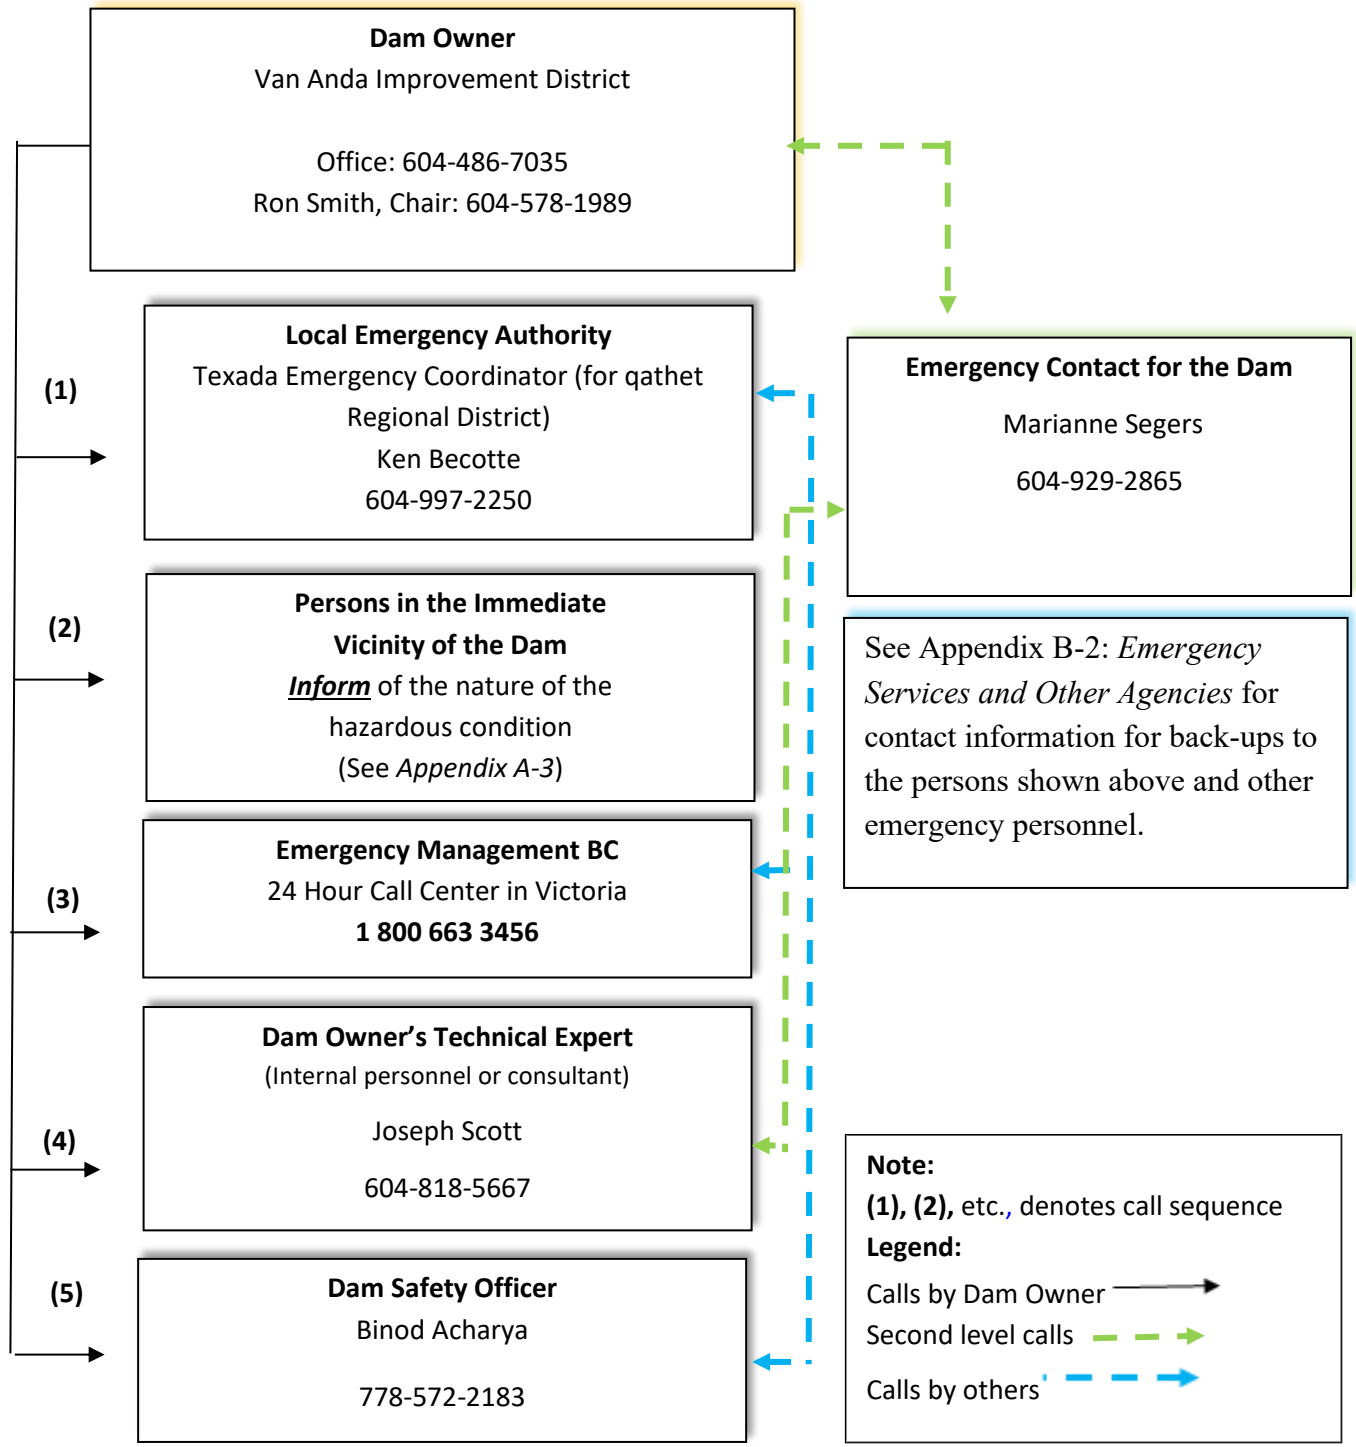 Dam Owner
Van Anda Improvement District
Office: 604-486-7035
Ron Smith, Chair: 604-578-1989
(1)
Local Emergency Authority
Texada Emergency Coordinator (for qathet
Regional District)
Ken Becotte
604-997-2250
Emergency Contact for the Dam
Marianne Segers
604-929-2865
(2)
Persons in the Immediate
Vicinity of the Dam
Inform of the nature of the
hazardous condition
(See Appendix A-3)
See Appendix B-2: Emergency
Services and Other Agencies for
contact information for back-ups to
the persons shown above and other
emergency personnel.
(3)
Emergency Management BC
24 Hour Call Center in Victoria
1 800 663 3456
(4)
Dam Owner’s Technical Expert
(Internal personnel or consultant)
Joseph Scott
604-818-5667
(5)
Dam Safety Officer
Binod Acharya
778-572-2183
Note:
(1), (2), etc., denotes call sequence
Legend:
Calls by Dam Owner
Second level calls
Calls by others